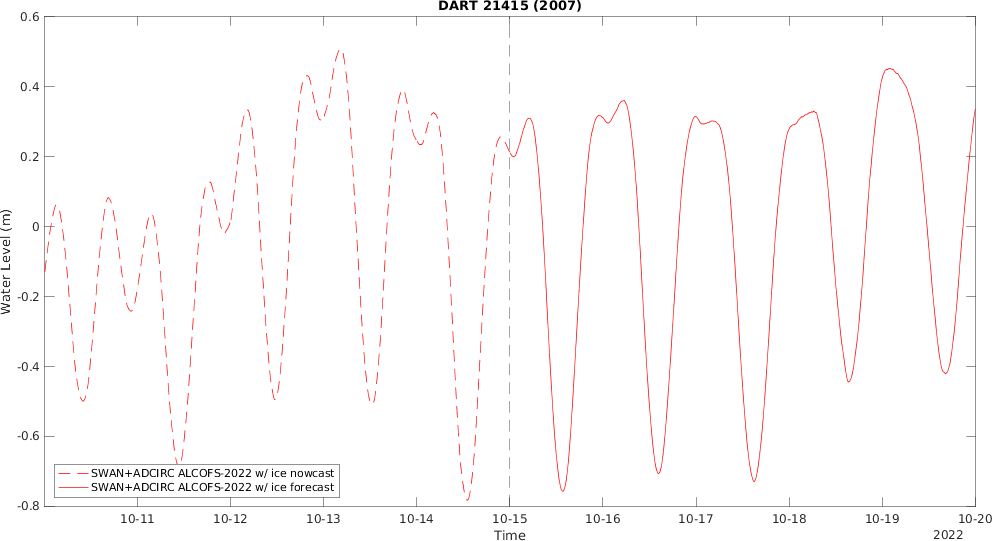 DART 21415 (2007)
0.6
0.4
0.2
0
-0.2
-0.4
-0.6
-0.8
Water Level (m)
SWAN+ADCIRC ALCOFS-2022 w/ ice nowcast
SWAN+ADCIRC ALCOFS-2022 w/ ice forecast
10-11 10-12 10-13 10-14 10-15 10-16 10-17 10-18 10-19 10-20
Time
2022